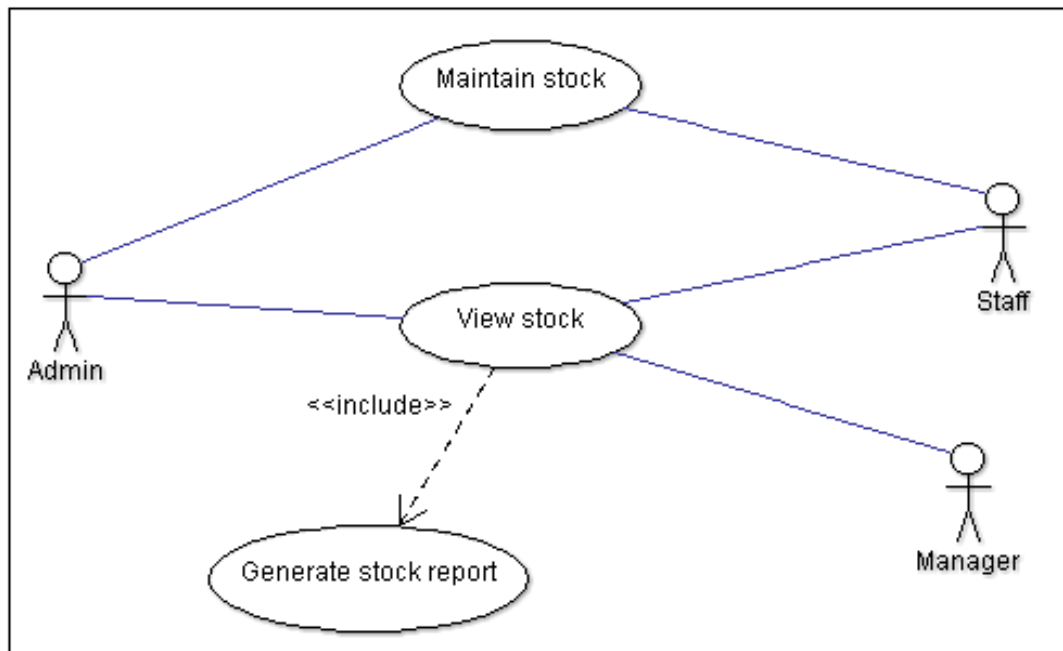 Maintain stock
Staff
View stock
Admin
<<include>>
Manager
Generate stock report